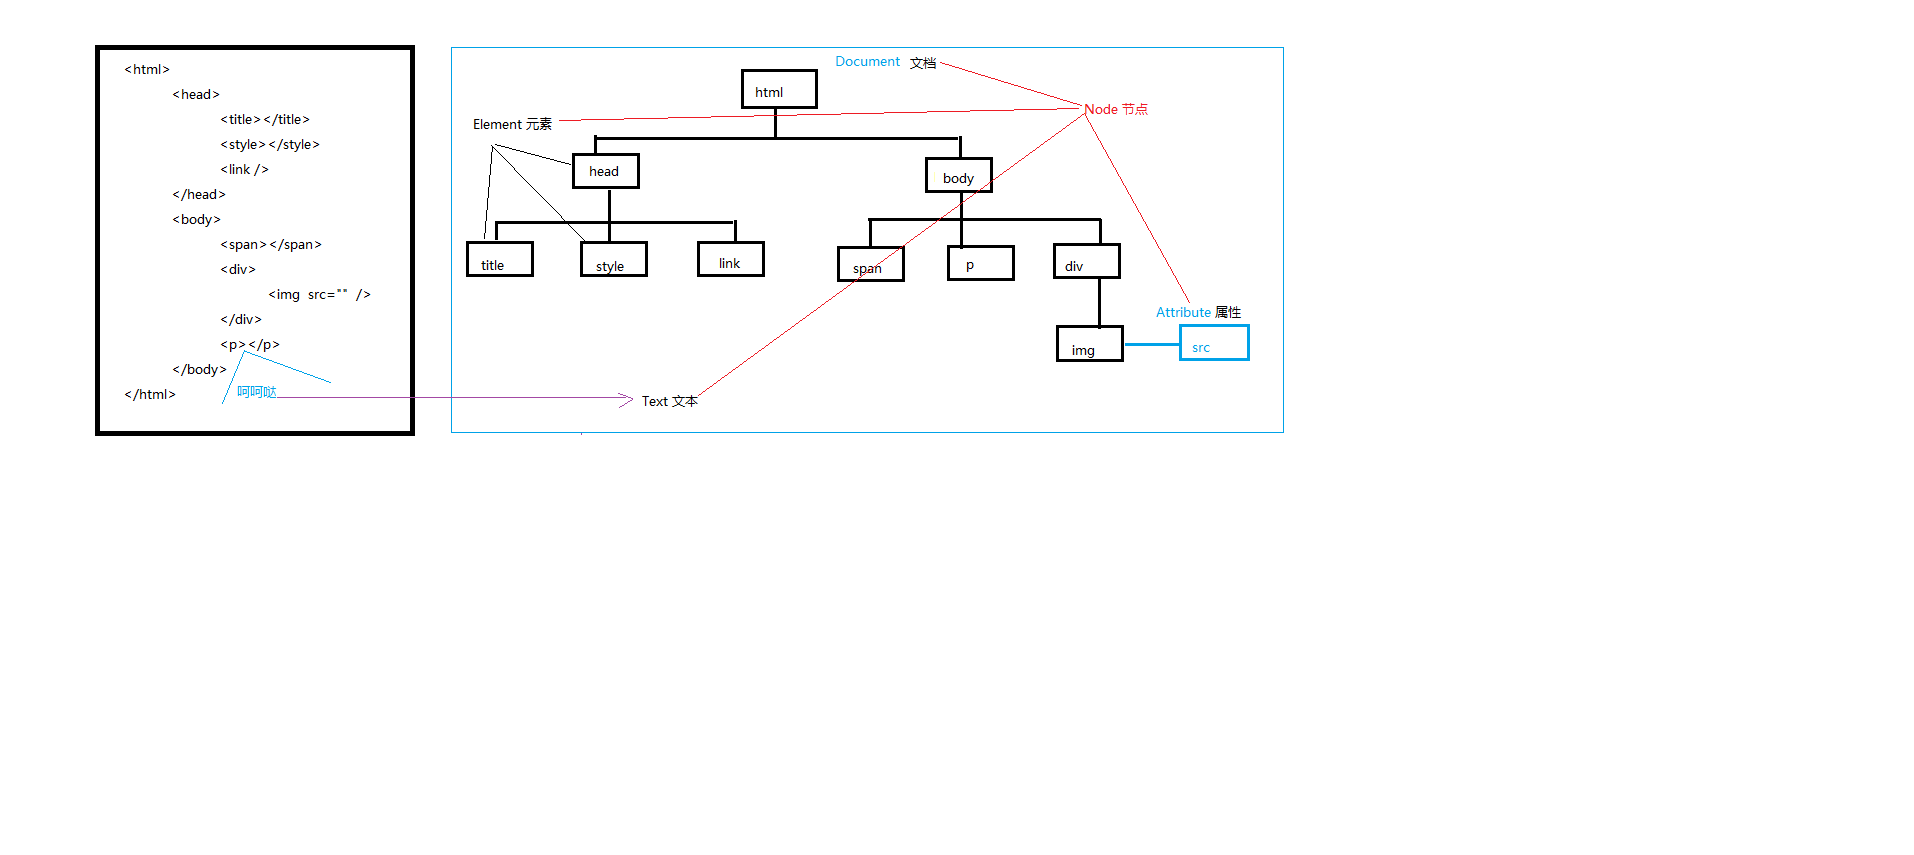 <html>
<head>
<title></title>
<style></style>
<link />
</head>
<body>
<span></span>
<div>
<img src="" />
</div>
<p></p>
</body>
呵呵哒
</html>
Document 文档
html
Node 节点
Element 元素
head
body
title
style
link
span
p
div
Attribute 属性
img
src
Text 文本